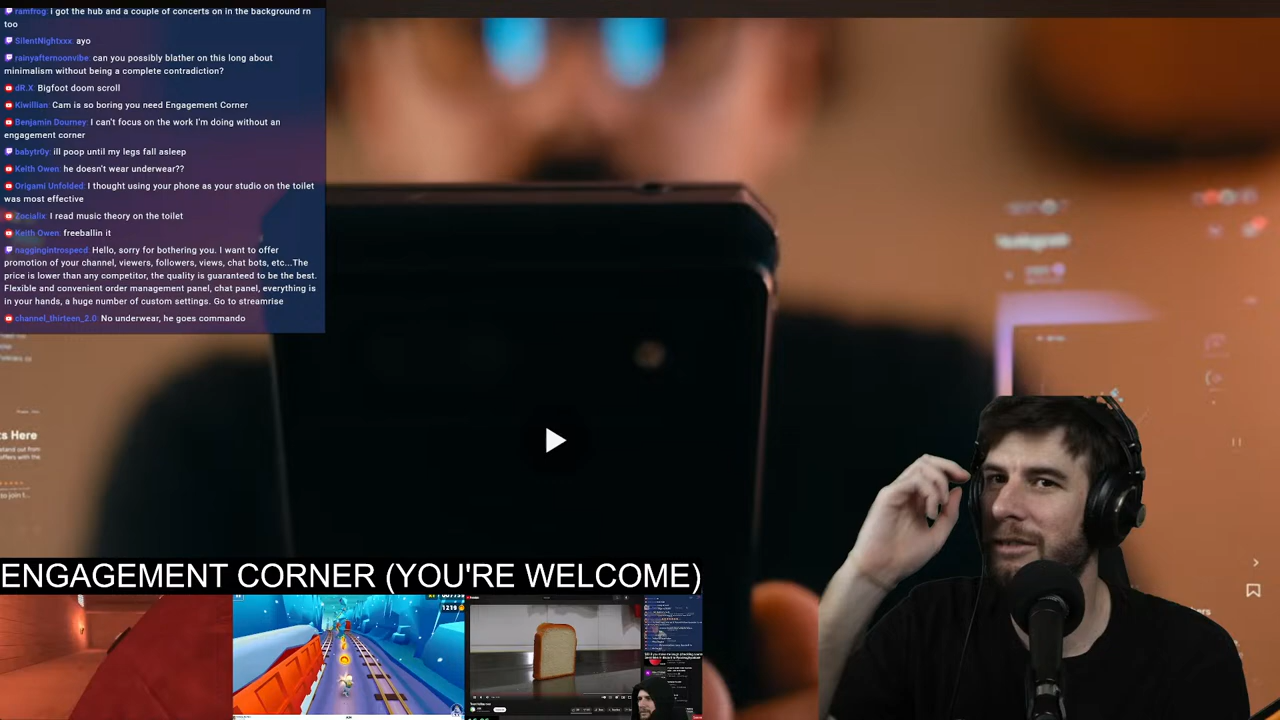 ramfrog: i got the hub and a couple of concerts on in the background rn
too
SilentNightxxx: ayo
rainyafternoonvibe: can you possibly blather on this long about
minimalism without being a complete contradiction?
dR.X: Bigfoot doom scroll
Kiwillian: Cam is so boring you need Engagement Corner
Benjamin Dourney: I can't focus on the work I'm doing without an
engagement corner
babytr0y: ill poop until my legs fall asleep
Keith Owen: he doesn't wear underwear??
Origami Unfolded: I thought using your phone as your studio on the toilet
was most effective
Zociallx: I read music theory on the toilet
Keith Owen: freeballin it
naggingintrospecd: Hello, sorry for bothering you. I want to offer
promotion of your channel, viewers, followers, views, chat bots, etc...The
price is lower than any competitor, the quality is guaranteed to be the best.
Flexible and convenient order management panel, chat panel, everything is
in your hands, a huge number of custom settings. Go to streamrise
channel_thirteen_2.0: No underwear, he goes commando
ts Here
ENGAGEMENT CORNER (YOU'RE WELCOME)
1219